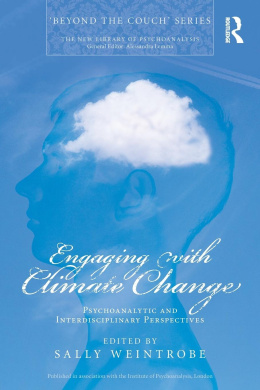 'BEYOND THE COUCH' SERIES
THE NEW LIBRARY OF PSYCHOANALYSIS
General Editor: Alessandra Lemma
Routledge
Engaging with
Climate Change
PSYCHOANALYTIC AND
INTERDISCIPLINARY PERSPECTIVES
EDITED BY
SALLY WEINTROBE
Published in association with the Institute of Psychoanalysis, London